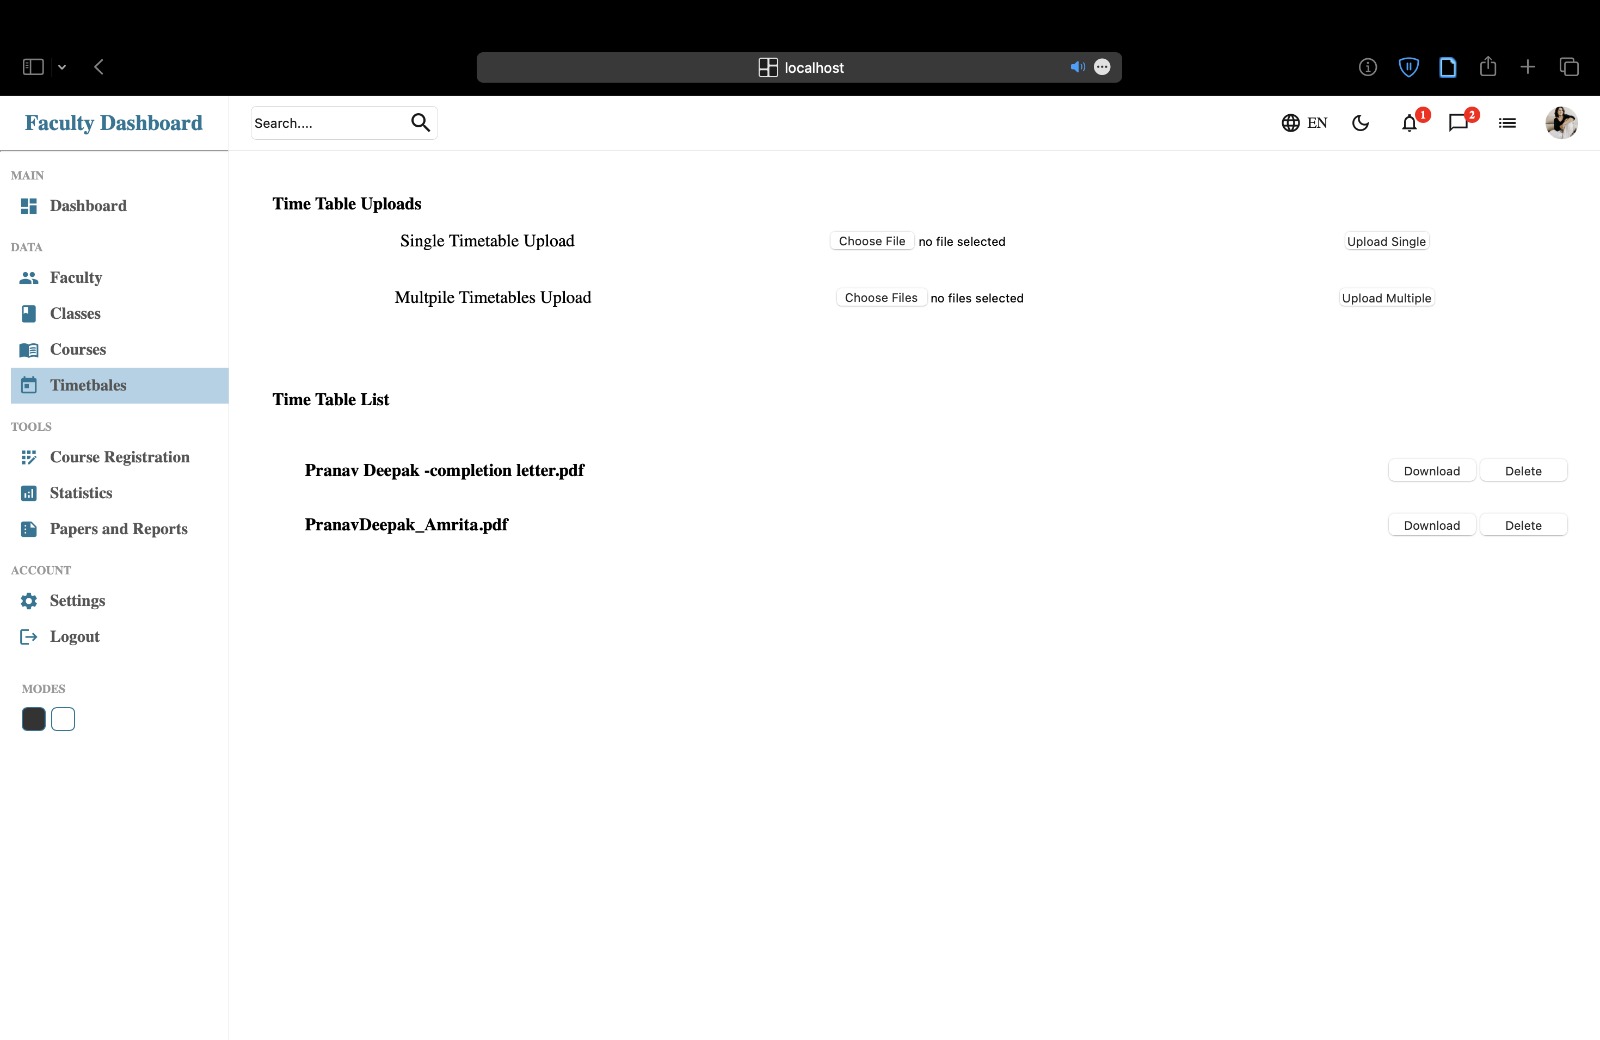 localhost
Faculty Dashboard
Search....
EN
1
2
MAIN
Dashboard
DATA
Faculty
Classes
Courses
Timetbales
TOOLS
Course Registration
Statistics
Papers and Reports
ACCOUNT
Settings
Logout
MODES
Time Table Uploads
Single Timetable Upload Choose File no file selected Upload Single
Multpile Timetables Upload Choose Files no files selected Upload Multiple
Time Table List
Pranav Deepak -completion letter.pdf Download Delete
PranavDeepak_Amrita.pdf Download Delete